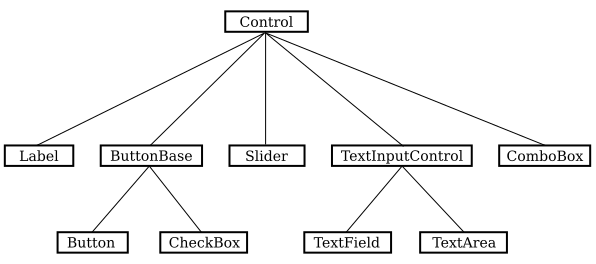 Control
Label
ButtonBase
Slider
TextInputControl
ComboBox
Button
CheckBox
TextField
TextArea